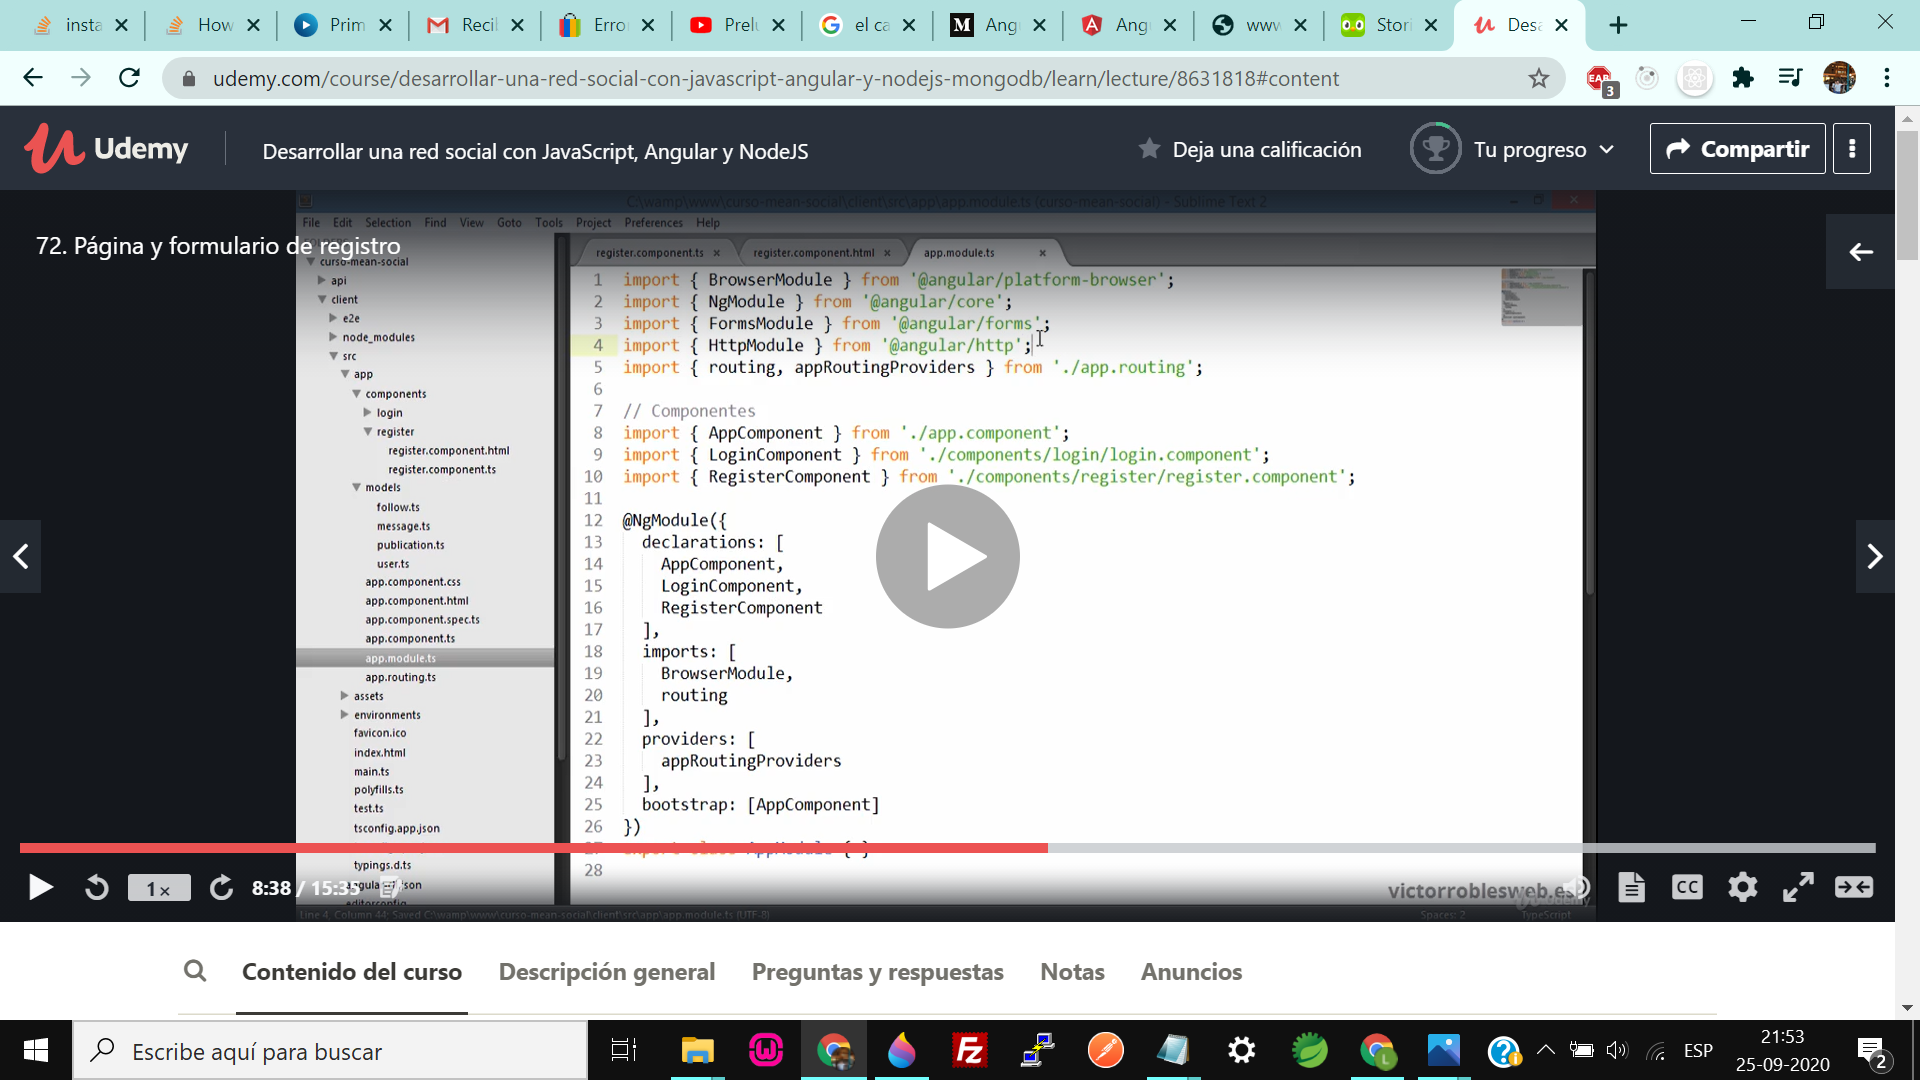 insta
How
Prim
Recil
Erro
Prelu
el ca
Ang
Ang
www
Stori
Desa
udemy.com/course/desarrollar-una-red-social-con-javascript-angular-y-nodejs-mongodb/learn/lecture/8631818#content
3
Udemy
Desarrollar una red social con JavaScript, Angular y NodeJS
Deja una calificación
Tu progreso
Compartir
C:\wamp\www\curso-mean-social\client\src\app\app.module.ts (curso-mean-social) - Sublime Text 2
File Edit Selection Find View Goto Tools Project Preferences Help
72. Página y formulario de registro
curso-mean-social
api
client
e2e
node_modules
src
app
components
login
register
register.component.html
register.component.ts
models
follow.ts
message.ts
publication.ts
user.ts
app.component.css
app.component.html
app.component.spec.ts
app.component.ts
app.module.ts
app.routing.ts
assets
environments
favicon.ico
index.html
main.ts
polyfills.ts
test.ts
tsconfig.app.json
typings.d.ts
register.component.ts
register.component.html
app.module.ts
1 import { BrowserModule } from '@angular/platform-browser';
2 import { NgModule } from '@angular/core';
3 import { FormsModule } from '@angular/forms';
4 import { HttpModule } from '@angular/http';
5 import { routing, appRoutingProviders } from './app.routing';
6
7 // Componentes
8 import { AppComponent } from './app.component';
9 import { LoginComponent } from './components/login/login.component';
10 import { RegisterComponent } from './components/register/register.component';
11
12 @NgModule({
13 declarations: [
14 AppComponent,
15 LoginComponent,
16 RegisterComponent
17 ],
18 imports: [
19 BrowserModule,
20 routing
21 ],
22 providers: [
23 appRoutingProviders
24 ],
25 bootstrap: [AppComponent]
26 })
27 export class AppModule { }
28
victorroblesweb.es
1×
8:38 / 15:35
CC
Line 4, Column 44; Saved C:\wamp\www\curso-mean-social\client\src\app\app.module.ts (UTF-8)
Spaces: 2
TypeScript
Contenido del curso
Descripción general
Preguntas y respuestas
Notas
Anuncios
Escribe aquí para buscar
ESP
21:53
25-09-2020
2